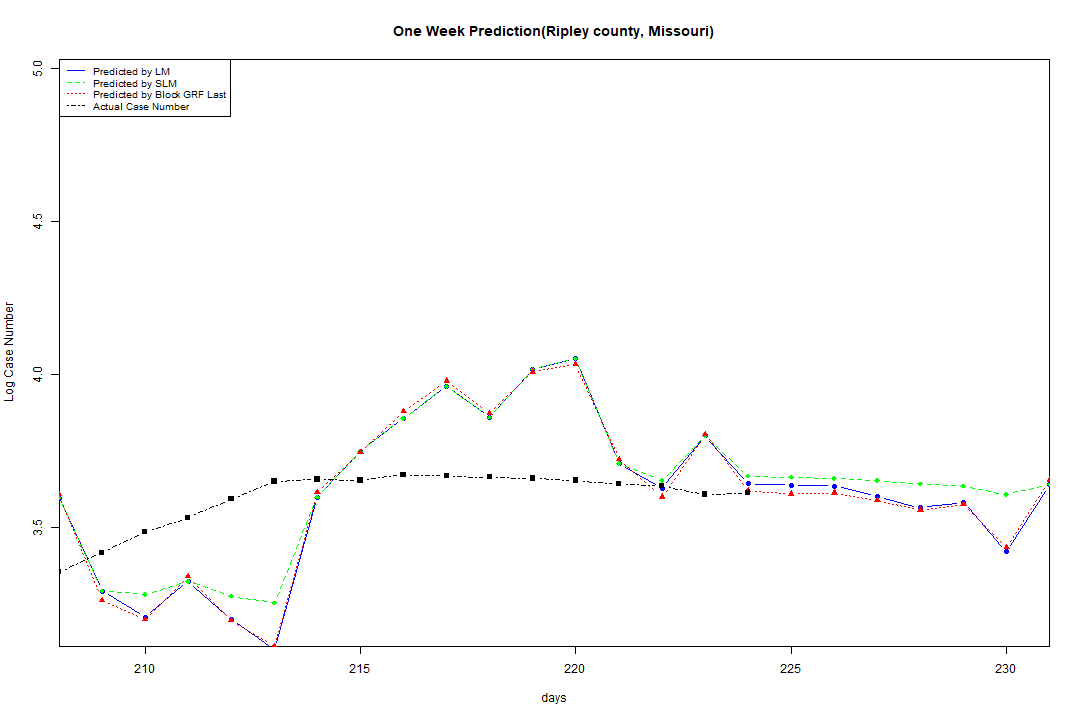 One Week Prediction(Ripley county, Missouri)
Predicted by LM
Predicted by SLM
Predicted by Block GRF Last
Actual Case Number
5.0
4.5
4.0
3.5
Log Case Number
210
215
220
225
230
days